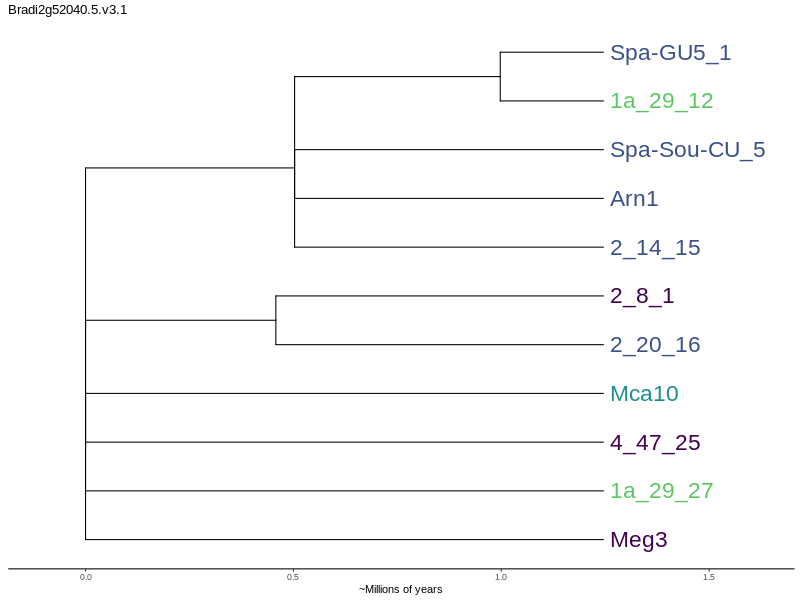 Bradi2g52040.5.v3.1
Spa-GU5_1
1a_29_12
Spa-Sou-CU_5
Arn1
2_14_15
2_8_1
2_20_16
Mca10
4_47_25
1a_29_27
Meg3
0.0 0.5 1.0 1.5
~Millions of years